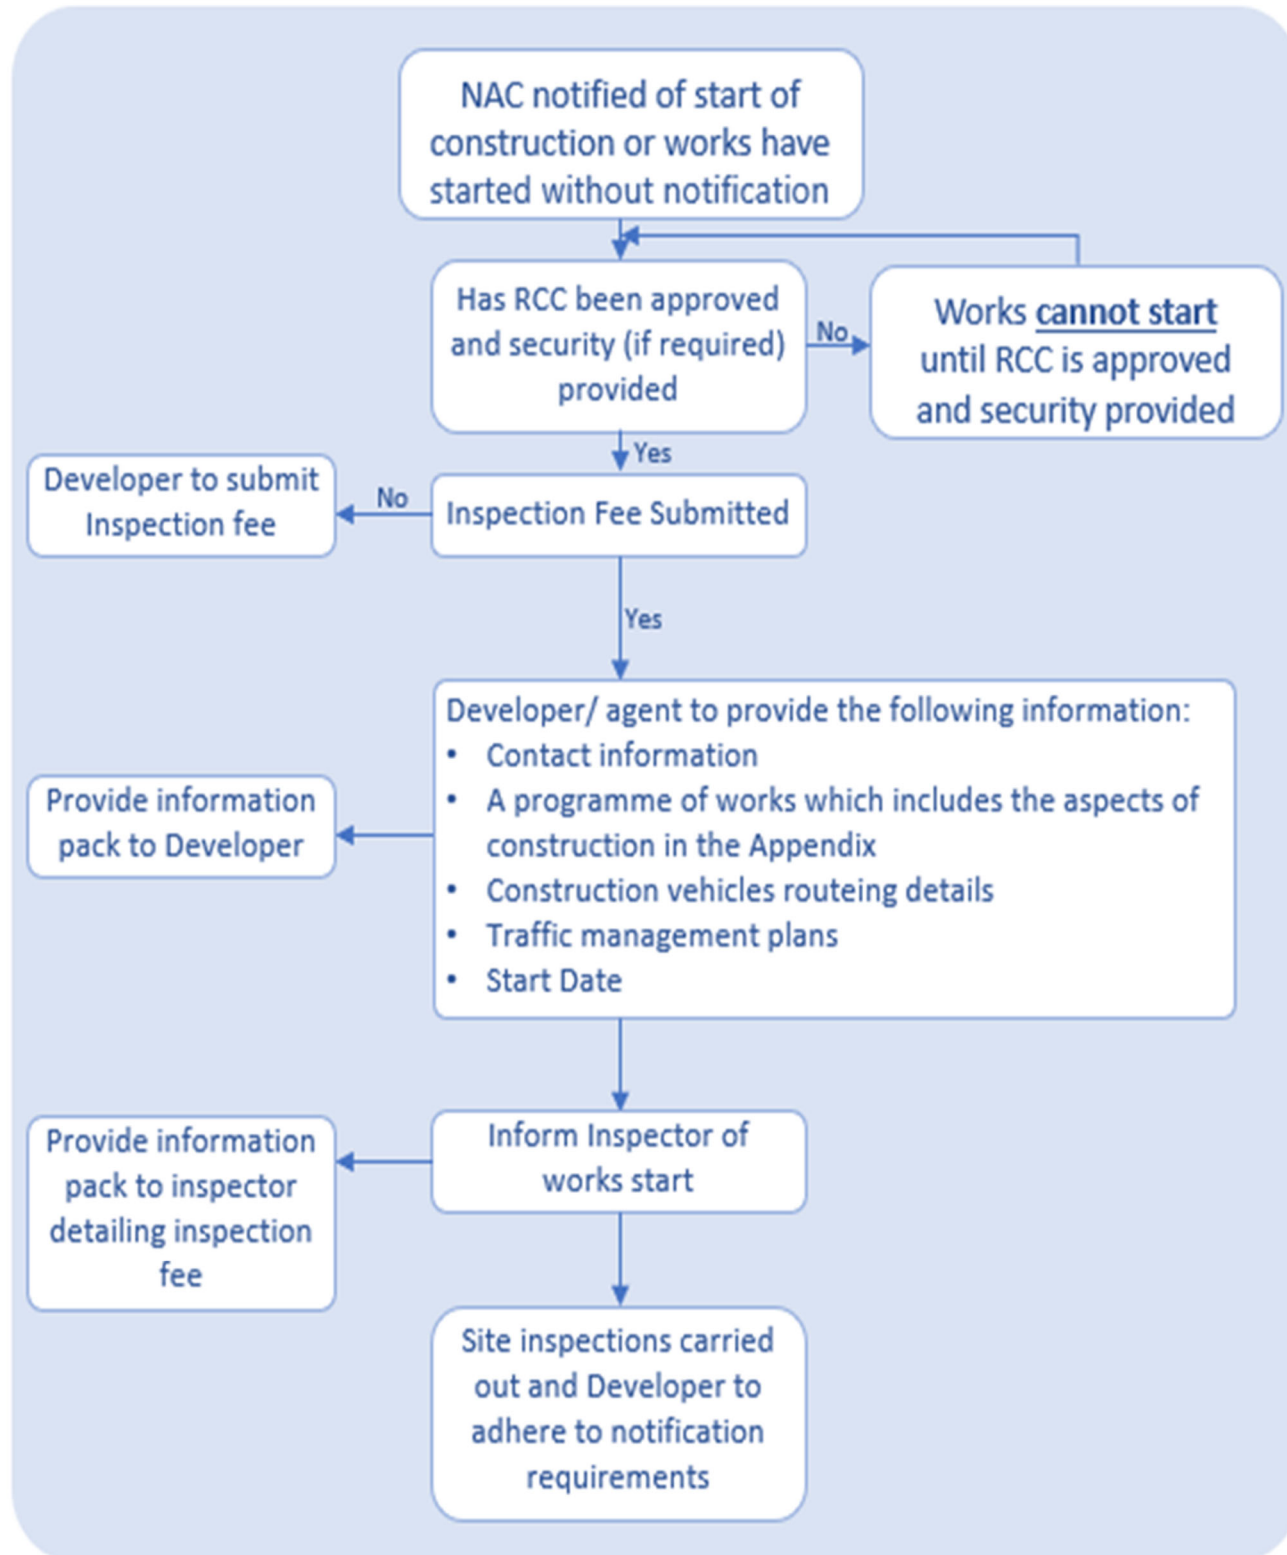 NAC notified of start of
construction or works have
started without notification
Has RCC been approved
and security (if required)
provided
No
Works cannot start
until RCC is approved
and security provided
Yes
Developer to submit
Inspection fee
No
Inspection Fee Submitted
Yes
Developer/ agent to provide the following information:
• Contact information
• A programme of works which includes the aspects of
construction in the Appendix
• Construction vehicles routeing details
• Traffic management plans
• Start Date
Provide information
pack to Developer
Inform Inspector of
works start
Provide information
pack to inspector
detailing inspection
fee
Site inspections carried
out and Developer to
adhere to notification
requirements